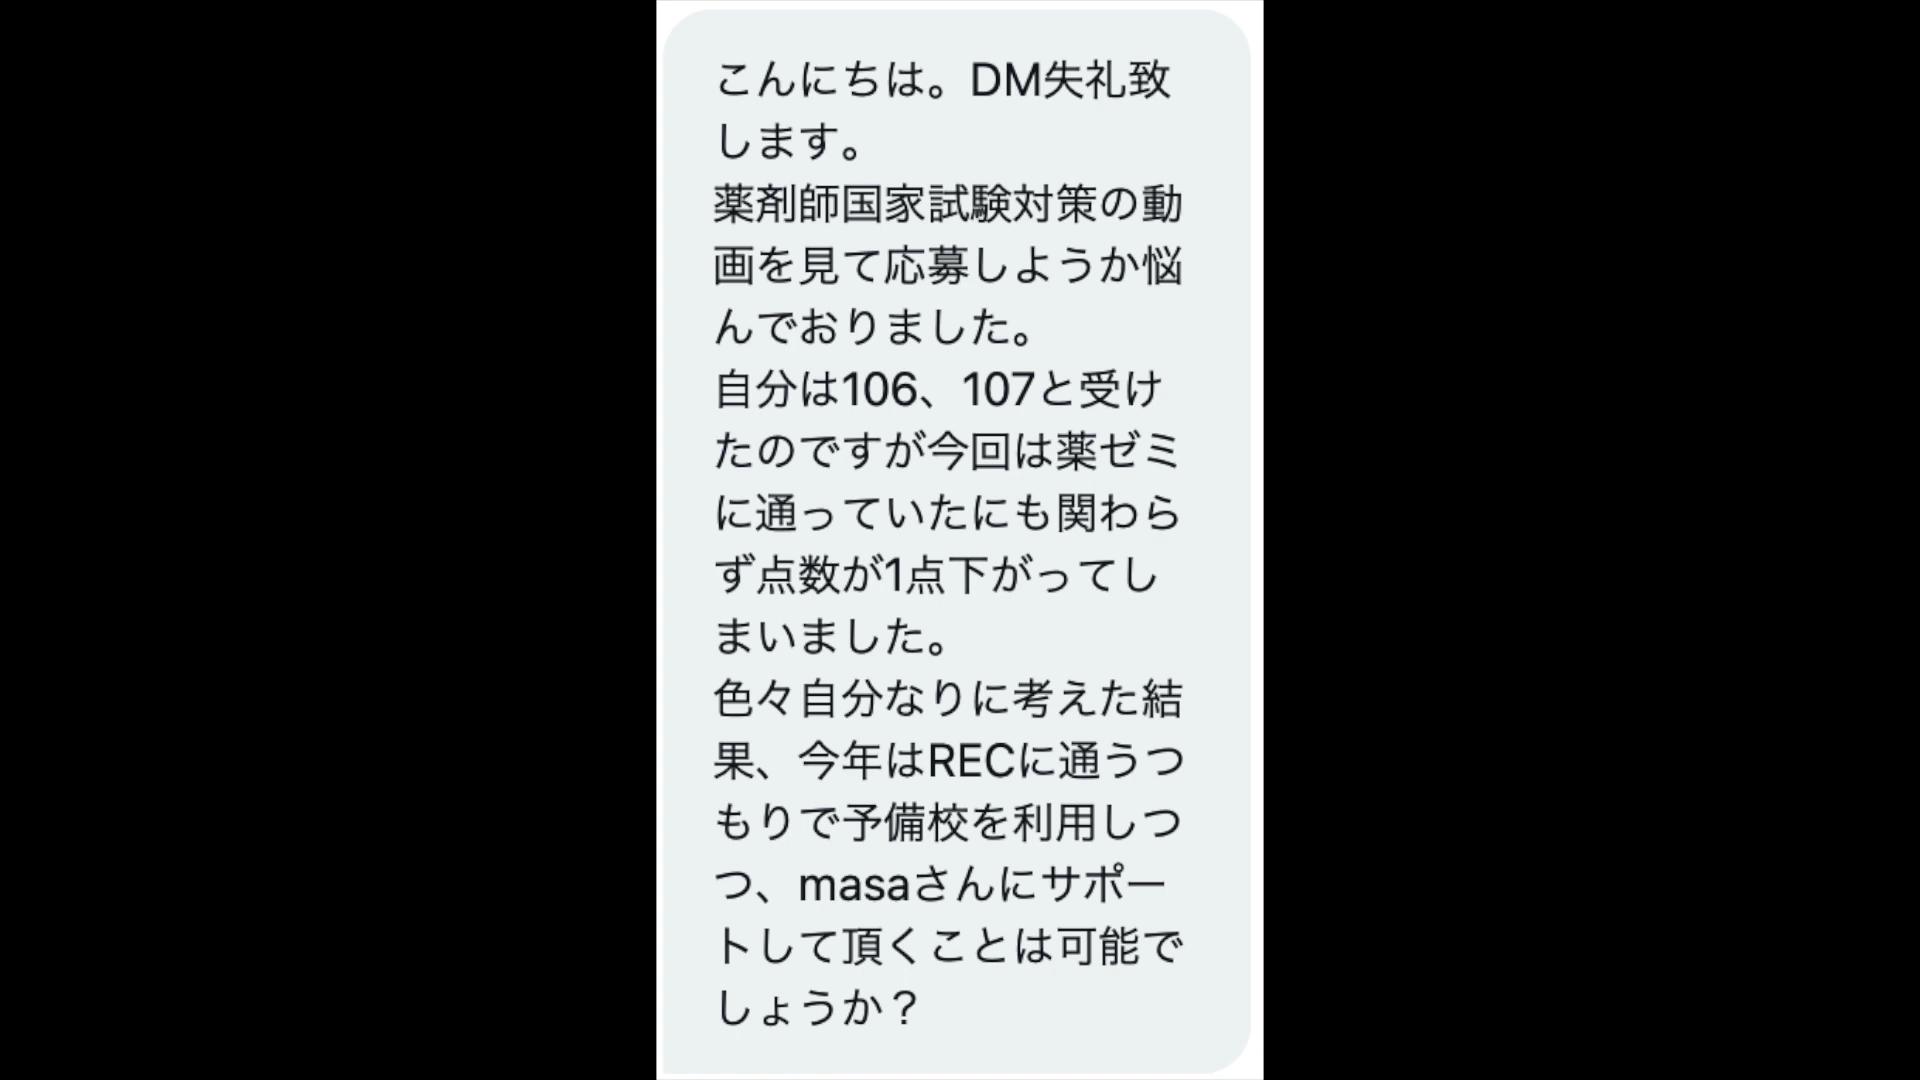 こんにちは。DM失礼致
します。
薬剤師国家試験対策の動
画を見て応募しようか悩
んでおりました。
自分は106、107と受け
たのですが今回は薬ゼミ
に通っていたにも関わら
ず点数が1点下がってし
まいました。
色々自分なりに考えた結
果、今年はRECに通うつ
もりで予備校を利用しつ
つ、masaさんにサポー
トして頂くことは可能で
しょうか？